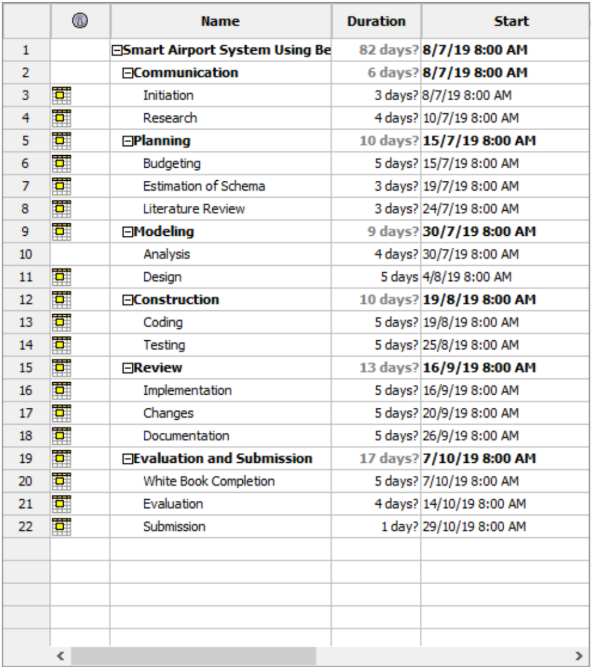 Name Duration Start
1 Smart Airport System Using Be 82 days? 8/7/19 8:00 AM
2 Communication 6 days? 8/7/19 8:00 AM
3 Initiation 3 days? 8/7/19 8:00 AM
4 Research 4 days? 10/7/19 8:00 AM
5 Planning 10 days? 15/7/19 8:00 AM
6 Budgeting 5 days? 15/7/19 8:00 AM
7 Estimation of Schema 3 days? 19/7/19 8:00 AM
8 Literature Review 3 days? 24/7/19 8:00 AM
9 Modeling 9 days? 30/7/19 8:00 AM
10 Analysis 4 days? 30/7/19 8:00 AM
11 Design 5 days 4/8/19 8:00 AM
12 Construction 10 days? 19/8/19 8:00 AM
13 Coding 5 days? 19/8/19 8:00 AM
14 Testing 5 days? 25/8/19 8:00 AM
15 Review 13 days? 16/9/19 8:00 AM
16 Implementation 5 days? 16/9/19 8:00 AM
17 Changes 5 days? 20/9/19 8:00 AM
18 Documentation 5 days? 26/9/19 8:00 AM
19 Evaluation and Submission 17 days? 7/10/19 8:00 AM
20 White Book Completion 5 days? 7/10/19 8:00 AM
21 Evaluation 4 days? 14/10/19 8:00 AM
22 Submission 1 day? 29/10/19 8:00 AM